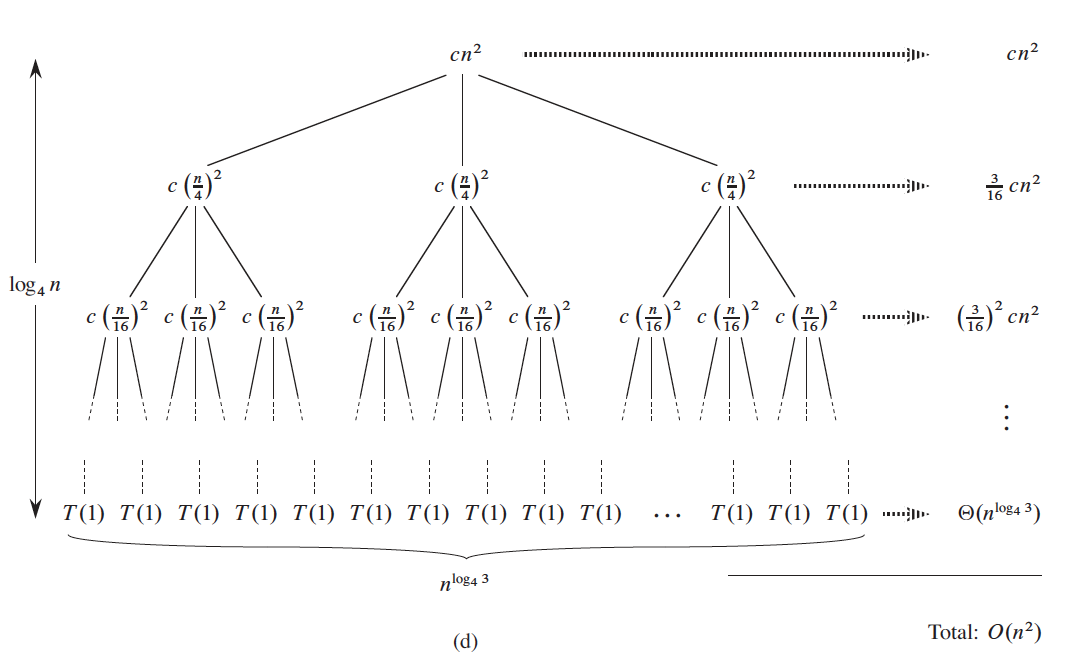 cn² cn²
c (n/4)² c (n/4)² c (n/4)² 3/16 cn²
log₄ n
c (n/16)² c (n/16)² c (n/16)² c (n/16)² c (n/16)² c (n/16)² c (n/16)² c (n/16)² c (n/16)² (3/16)² cn²
⋮
T(1) T(1) T(1) T(1) T(1) T(1) T(1) T(1) T(1) T(1) … T(1) T(1) T(1) Θ(n^{log₄ 3})
n^{log₄ 3}
Total: O(n²)
(d)